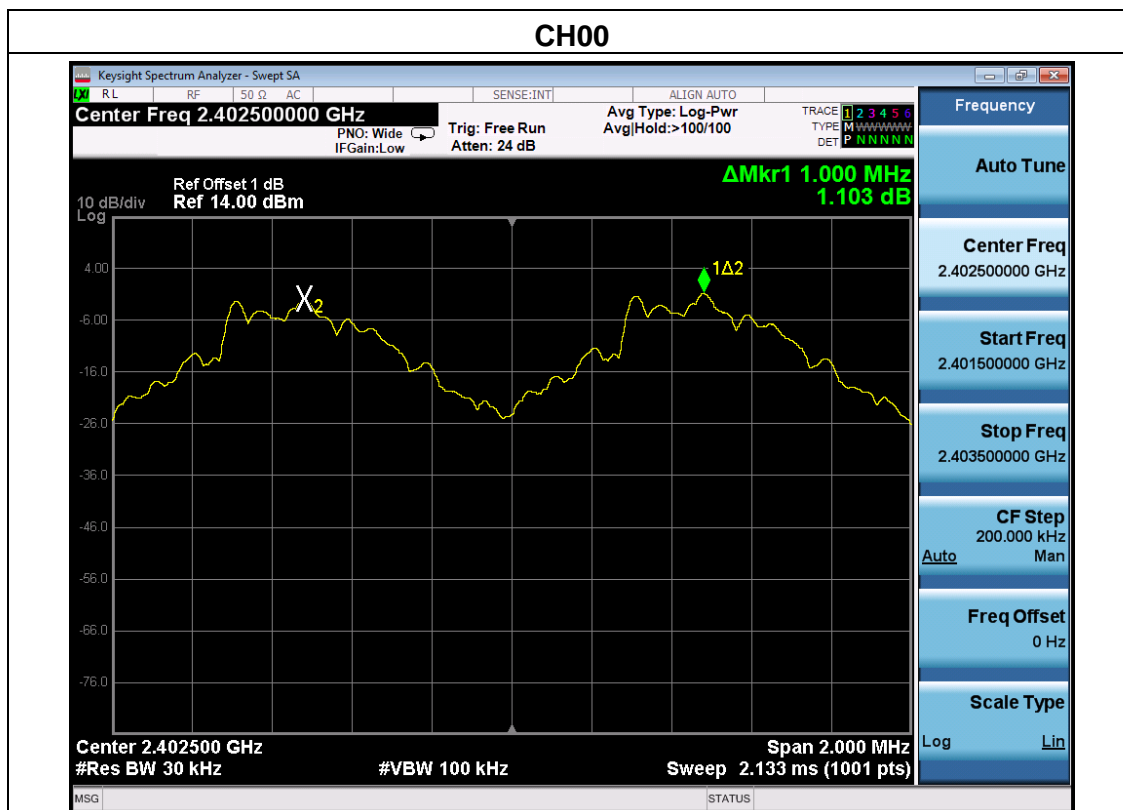 CH00
Keysight Spectrum Analyzer - Swept SA
LXI RL RF 50 Ω AC SENSE:INT ALIGN AUTO
Center Freq 2.402500000 GHz
PNO: Wide
IFGain:Low
Trig: Free Run
Atten: 24 dB
Avg Type: Log-Pwr
Avg|Hold:>100/100
TRACE 1 2 3 4 5 6
TYPE M WWWWW
DET P N N N N N
ΔMkr1 1.000 MHz
1.103 dB
Ref Offset 1 dB
10 dB/div Ref 14.00 dBm
Log
4.00
-6.00
-16.0
-26.0
-36.0
-46.0
-56.0
-66.0
-76.0
X2
1Δ2
Center 2.402500 GHz
Span 2.000 MHz
#Res BW 30 kHz
#VBW 100 kHz
Sweep 2.133 ms (1001 pts)
MSG STATUS
Frequency
Auto Tune
Center Freq
2.402500000 GHz
Start Freq
2.401500000 GHz
Stop Freq
2.403500000 GHz
CF Step
200.000 kHz
Auto Man
Freq Offset
0 Hz
Scale Type
Log Lin